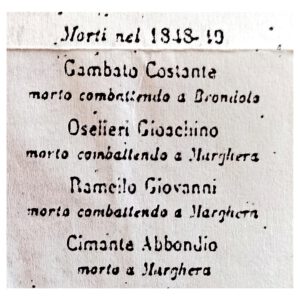 Morti nel 1848-49
Gambato Costante
morto combattendo a Brondolo
Oselieri Gioachino
morto combattendo a Marghera
Ramello Giovanni
morto combattendo a Marghera
Cimante Abbondio
morto a Marghera